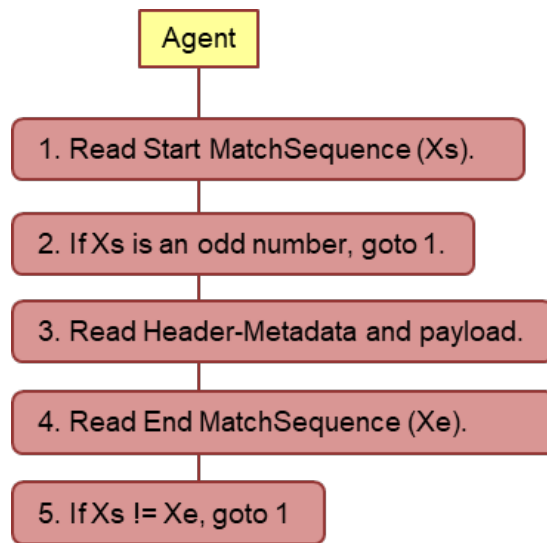 Agent
1. Read Start MatchSequence (Xs).
2. If Xs is an odd number, goto 1.
3. Read Header-Metadata and payload.
4. Read End MatchSequence (Xe).
5. If Xs != Xe, goto 1